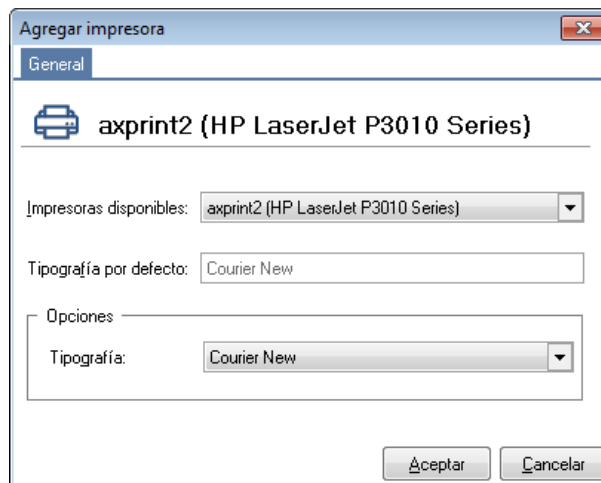 Agregar impresora
General
axprint2 (HP LaserJet P3010 Series)
Impresoras disponibles: axprint2 (HP LaserJet P3010 Series)
Tipografía por defecto: Courier New
Opciones
Tipografía: Courier New
Aceptar Cancelar